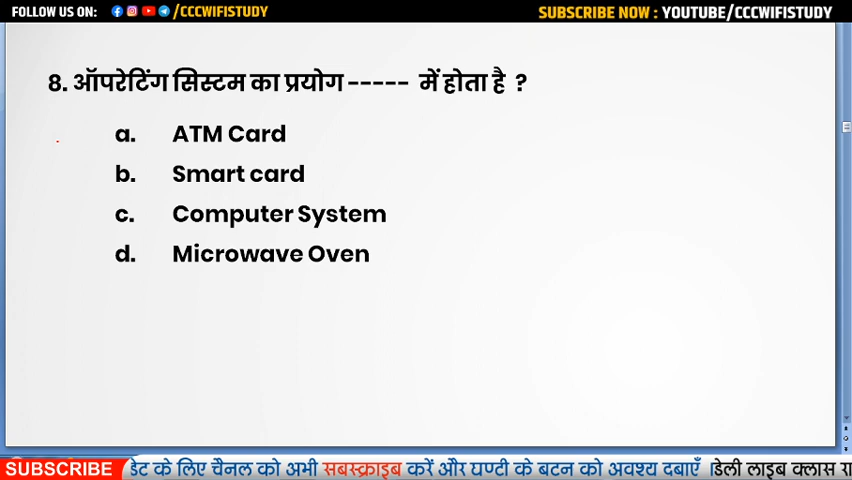 FOLLOW US ON: /CCCWIFISTUDY SUBSCRIBE NOW : YOUTUBE/CCCWIFISTUDY
8. ऑपरेटिंग सिस्टम का प्रयोग ----- में होता है ?
a. ATM Card
b. Smart card
c. Computer System
d. Microwave Oven
SUBSCRIBE डेट के लिए चैनल को अभी सबस्क्राइब करें और घण्टी के बटन को अवश्य दबाएँ डेली लाइब क्लास